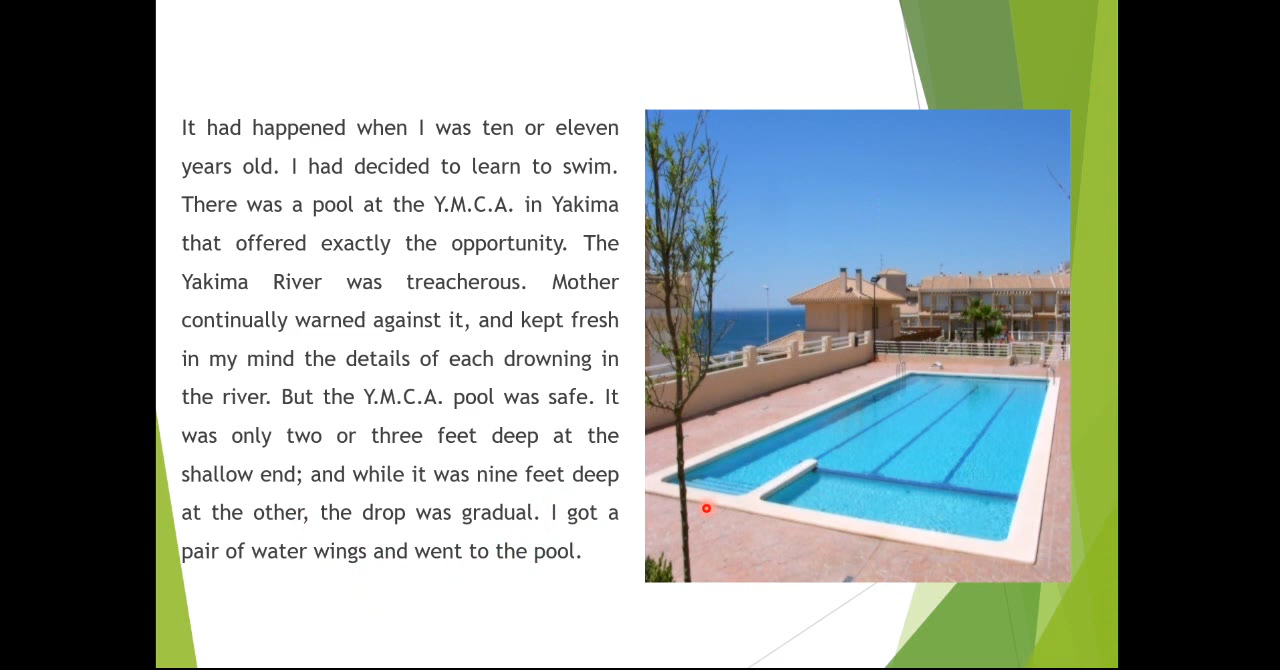 It had happened when I was ten or eleven
years old. I had decided to learn to swim.
There was a pool at the Y.M.C.A. in Yakima
that offered exactly the opportunity. The
Yakima River was treacherous. Mother
continually warned against it, and kept fresh
in my mind the details of each drowning in
the river. But the Y.M.C.A. pool was safe. It
was only two or three feet deep at the
shallow end; and while it was nine feet deep
at the other, the drop was gradual. I got a
pair of water wings and went to the pool.